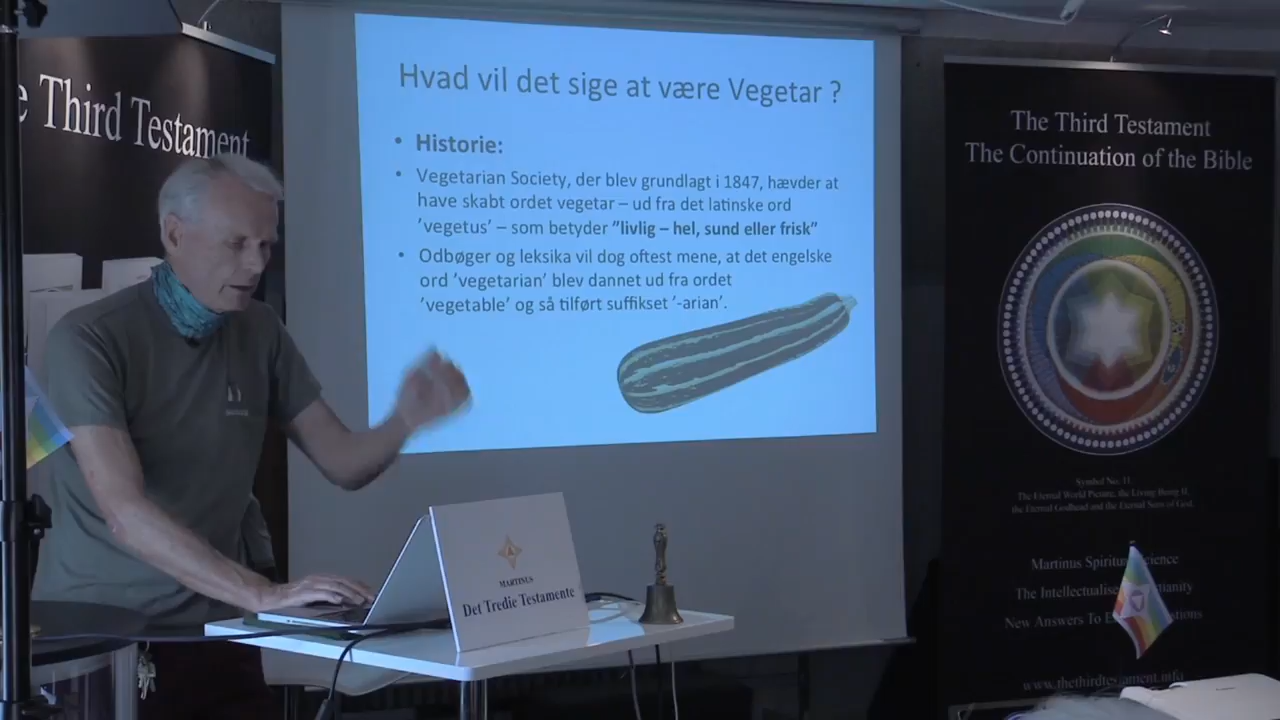 e Third Testament
Hvad vil det sige at være Vegetar ?
• Historie:
• Vegetarian Society, der blev grundlagt i 1847, hævder at
have skabt ordet vegetar – ud fra det latinske ord
’vegetus’ – som betyder ”livlig – hel, sund eller frisk”
• Odbøger og leksika vil dog oftest mene, at det engelske
ord ’vegetarian’ blev dannet ud fra ordet
’vegetable’ og så tilført suffikset ’-arian’.
MARTINUS
Det Tredie Testamente
The Third Testament
The Continuation of the Bible
Symbol No. 11
The Eternal World Picture, the Living Being II,
the Eternal Godhead and the Eternal Sons of God.
Martinus Spiritual Science
The Intellectualised Christianity
New Answers To E tions
www.thethirdtestament.info